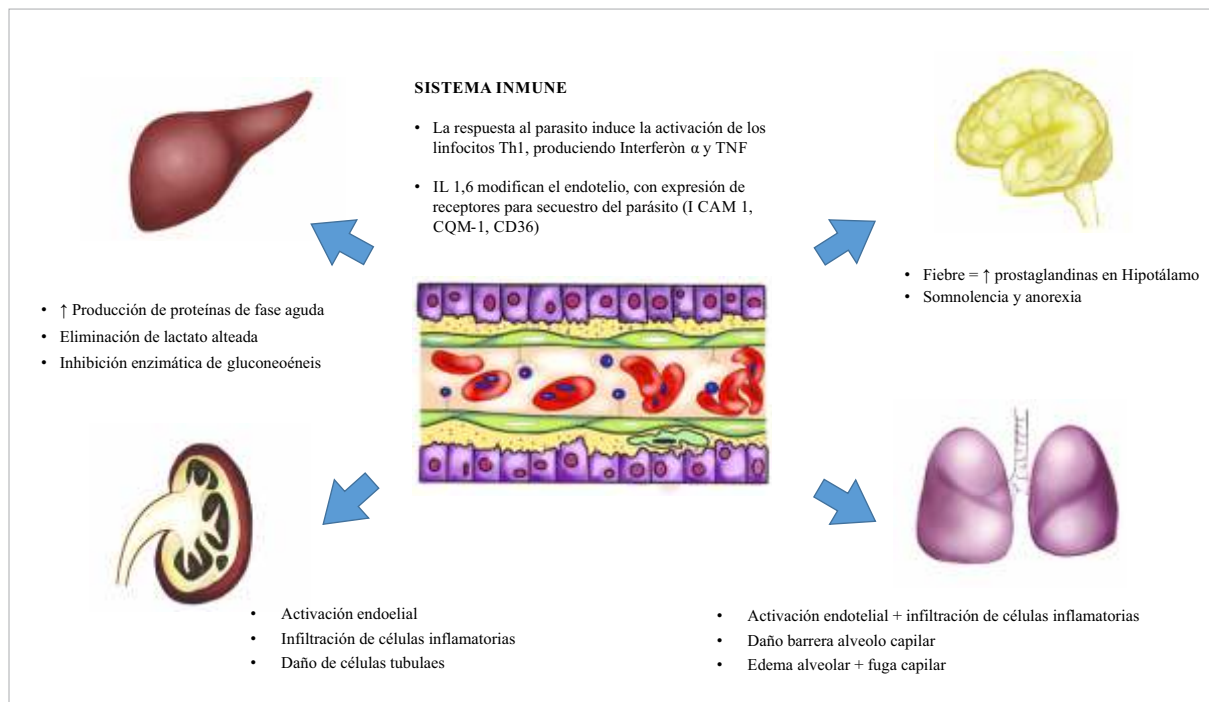 SISTEMA INMUNE
• La respuesta al parasito induce la activación de los
linfocitos Th1, produciendo Interferòn α y TNF
• IL 1,6 modifican el endotelio, con expresión de
receptores para secuestro del parásito (I CAM 1,
CQM-1, CD36)
• Fiebre = ↑ prostaglandinas en Hipotálamo
• Somnolencia y anorexia
• ↑ Producción de proteínas de fase aguda
• Eliminación de lactato alteada
• Inhibición enzimática de gluconeoéneis
• Activación endoelial
• Infiltración de células inflamatorias
• Daño de células tubulaes
• Activación endotelial + infiltración de células inflamatorias
• Daño barrera alveolo capilar
• Edema alveolar + fuga capilar